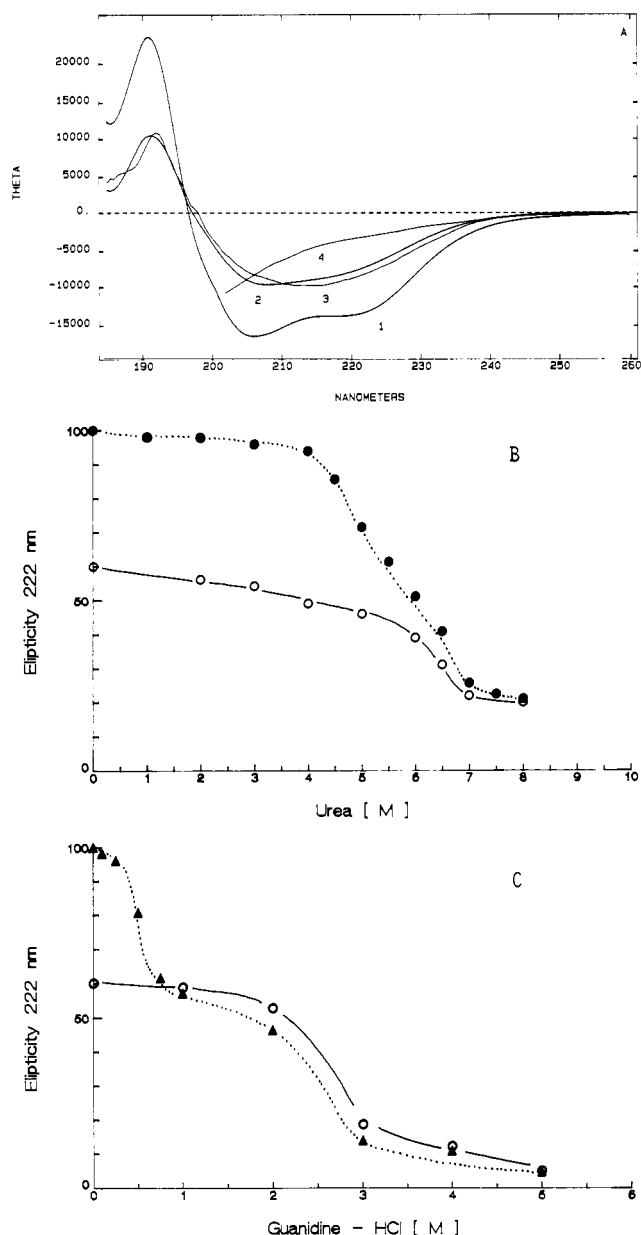 A
20000
15000
10000
5000
0.
-5000
-10000
-15000
THETA
4
2
3
1
190
200
210
220
230
240
250
260
NANOMETERS
100
B
50
0
Elipticity 222 nm
0 1 2 3 4 5 6 7 8 9 10
Urea [ M ]
100
C
50
0
Elipticity 222 nm
0 1 2 3 4 5 6
Guanidine - HCl [ M ]